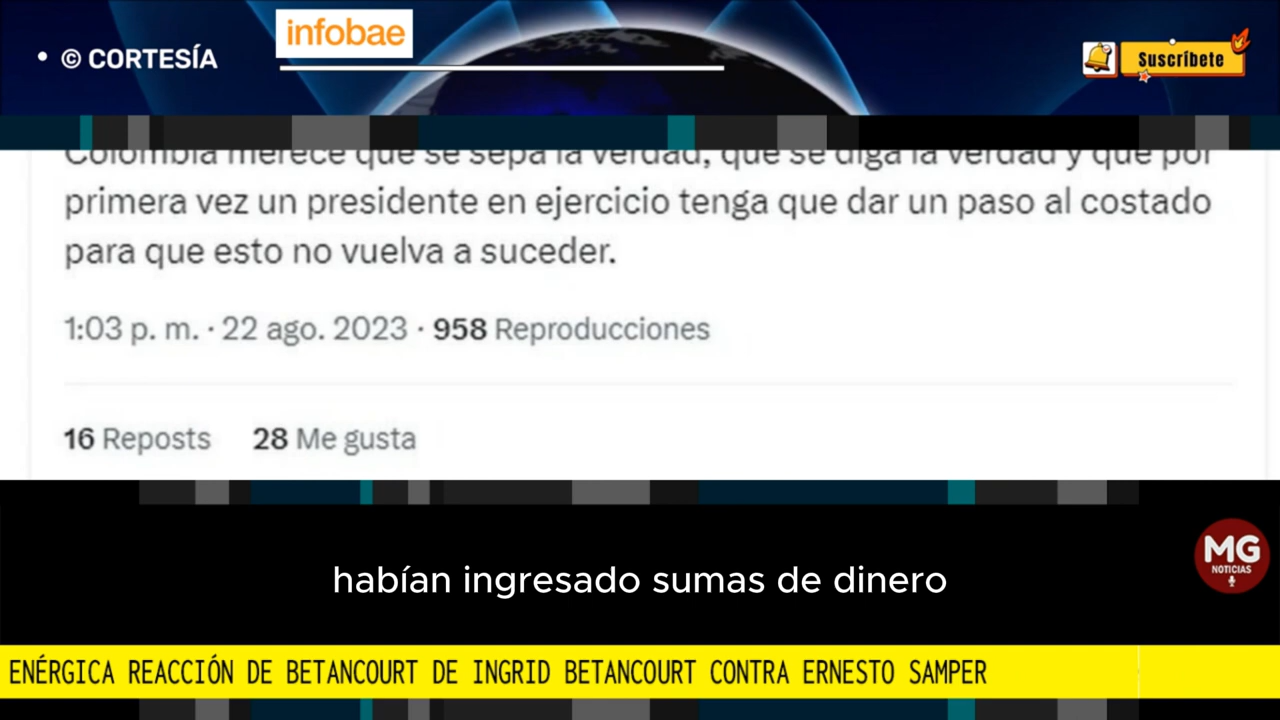 infobae
• © CORTESÍA
Suscríbete
Colombia merece que se sepa la verdad, que se diga la verdad y que por
primera vez un presidente en ejercicio tenga que dar un paso al costado
para que esto no vuelva a suceder.
1:03 p. m. · 22 ago. 2023 · 958 Reproducciones
16 Reposts 28 Me gusta
MG
NOTICIAS
habían ingresado sumas de dinero
ENÉRGICA REACCIÓN DE BETANCOURT DE INGRID BETANCOURT CONTRA ERNESTO SAMPER